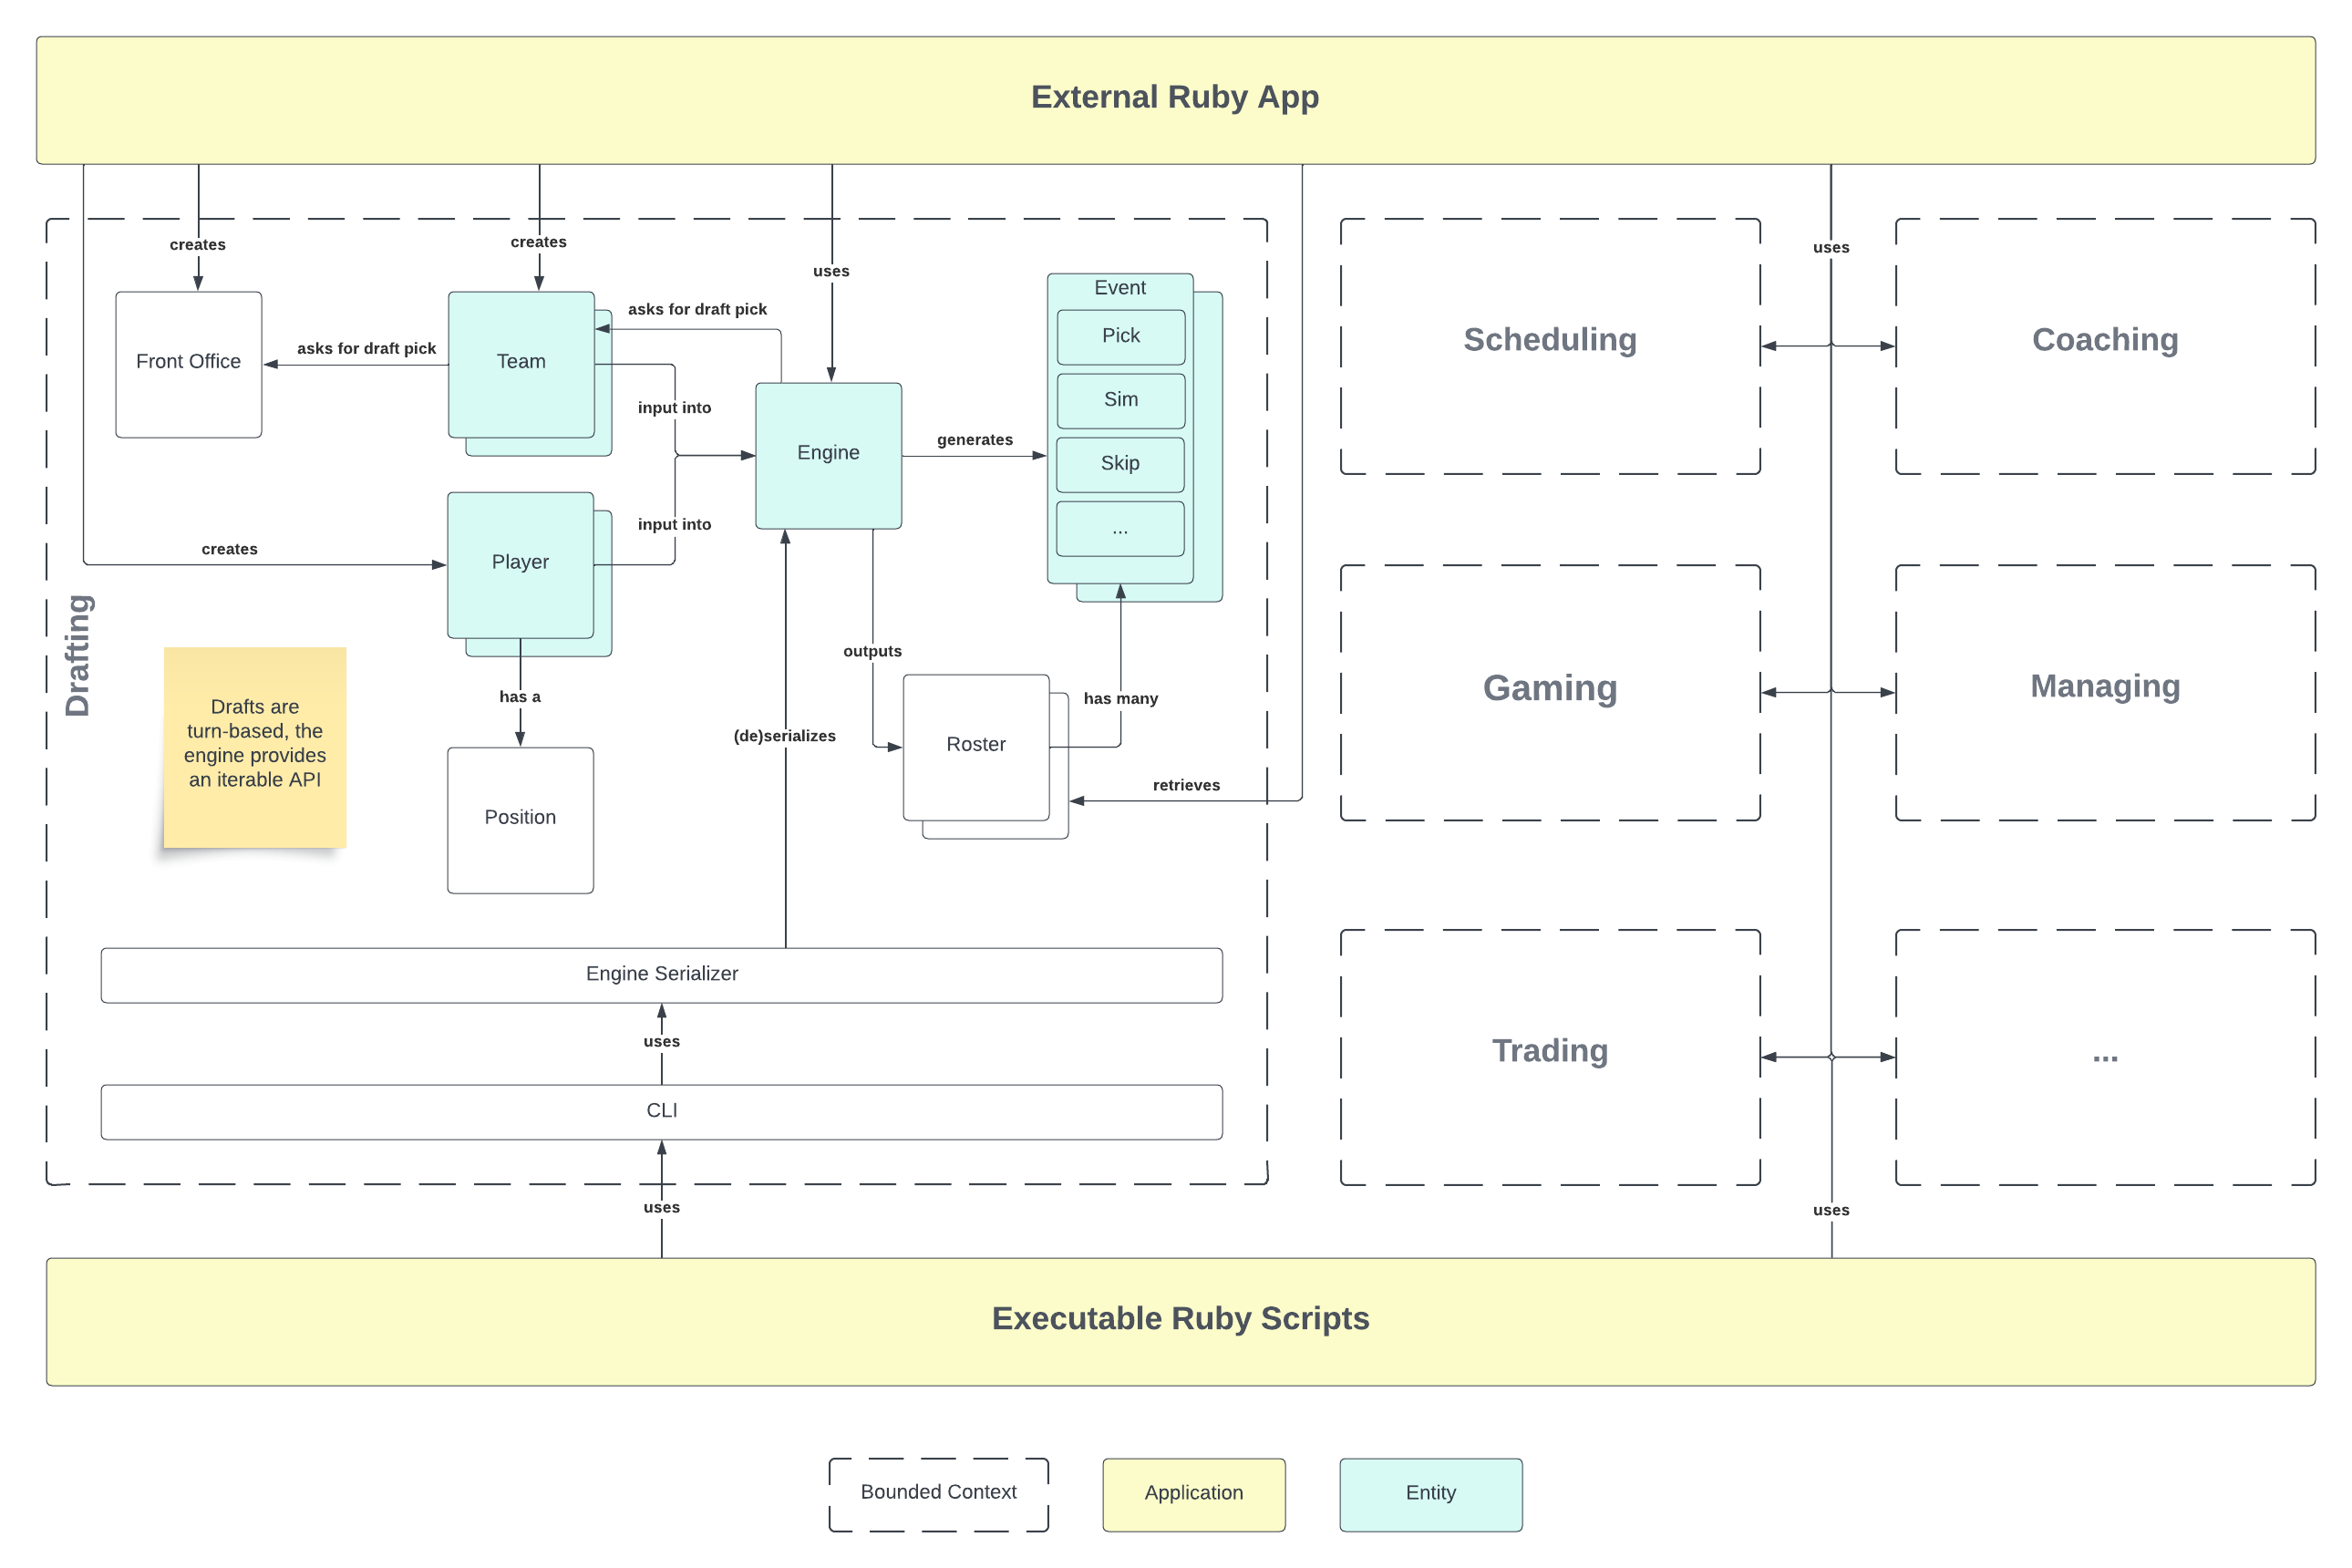 External Ruby App
creates
creates
uses
uses
Event
Pick
Sim
Skip
...
asks for draft pick
asks for draft pick
Front Office
Team
input into
Engine
generates
input into
creates
Player
Drafting
outputs
has a
has many
(de)serializes
Roster
retrieves
Position
Drafts are
turn-based, the
engine provides
an iterable API
Engine Serializer
uses
CLI
uses
Scheduling
Coaching
Gaming
Managing
Trading
...
uses
Executable Ruby Scripts
Bounded Context
Application
Entity